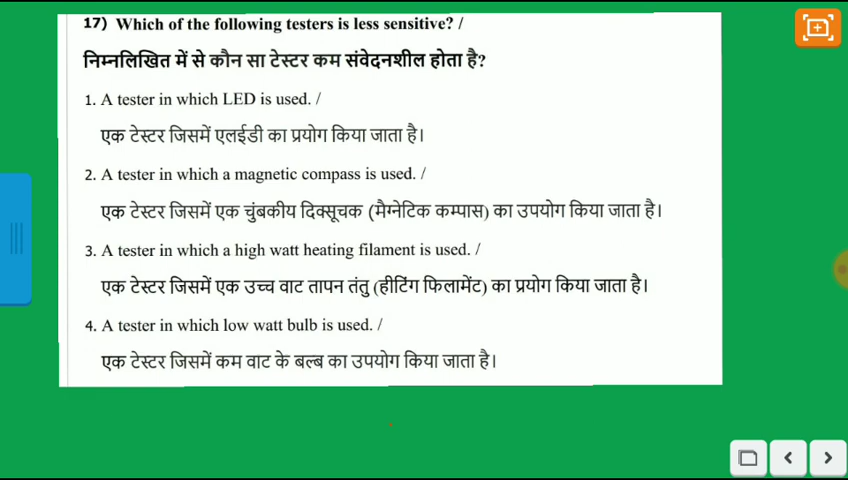 17) Which of the following testers is less sensitive? /
निम्नलिखित में से कौन सा टेस्टर कम संवेदनशील होता है?
1. A tester in which LED is used. /
एक टेस्टर जिसमें एलईडी का प्रयोग किया जाता है।
2. A tester in which a magnetic compass is used. /
एक टेस्टर जिसमें एक चुंबकीय दिक्सूचक (मैग्नेटिक कम्पास) का उपयोग किया जाता है।
3. A tester in which a high watt heating filament is used. /
एक टेस्टर जिसमें एक उच्च वाट तापन तंतु (हीटिंग फिलामेंट) का प्रयोग किया जाता है।
4. A tester in which low watt bulb is used. /
एक टेस्टर जिसमें कम वाट के बल्ब का उपयोग किया जाता है।